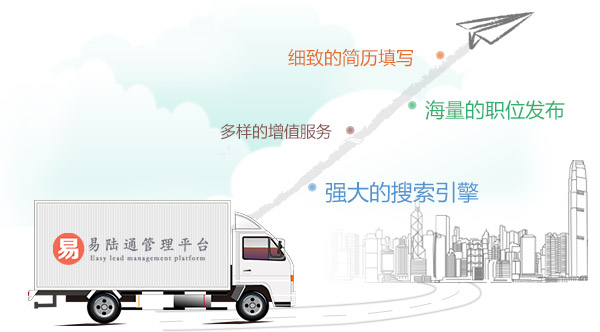 细致的简历填写
海量的职位发布
多样的增值服务
强大的搜索引擎
易 易陆通管理平台
Easy lead management platform